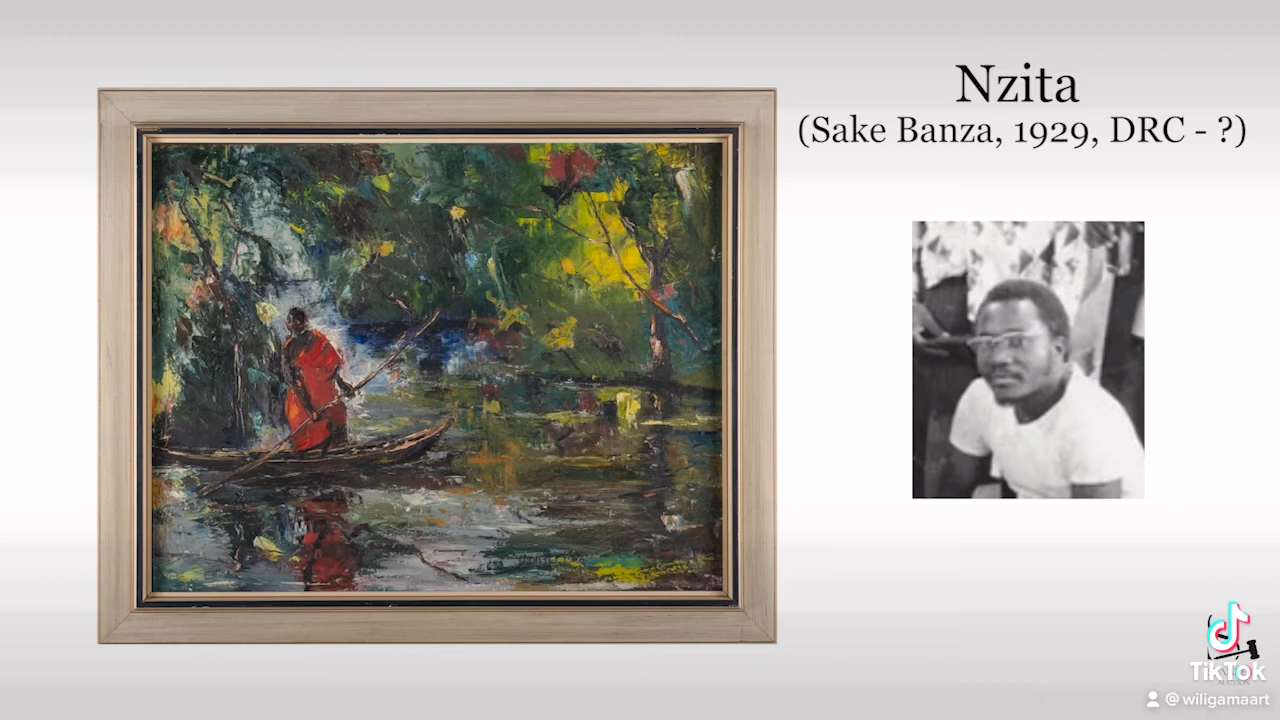 Nzita
(Sake Banza, 1929, DRC - ?)
TikTok
@wiligamaart